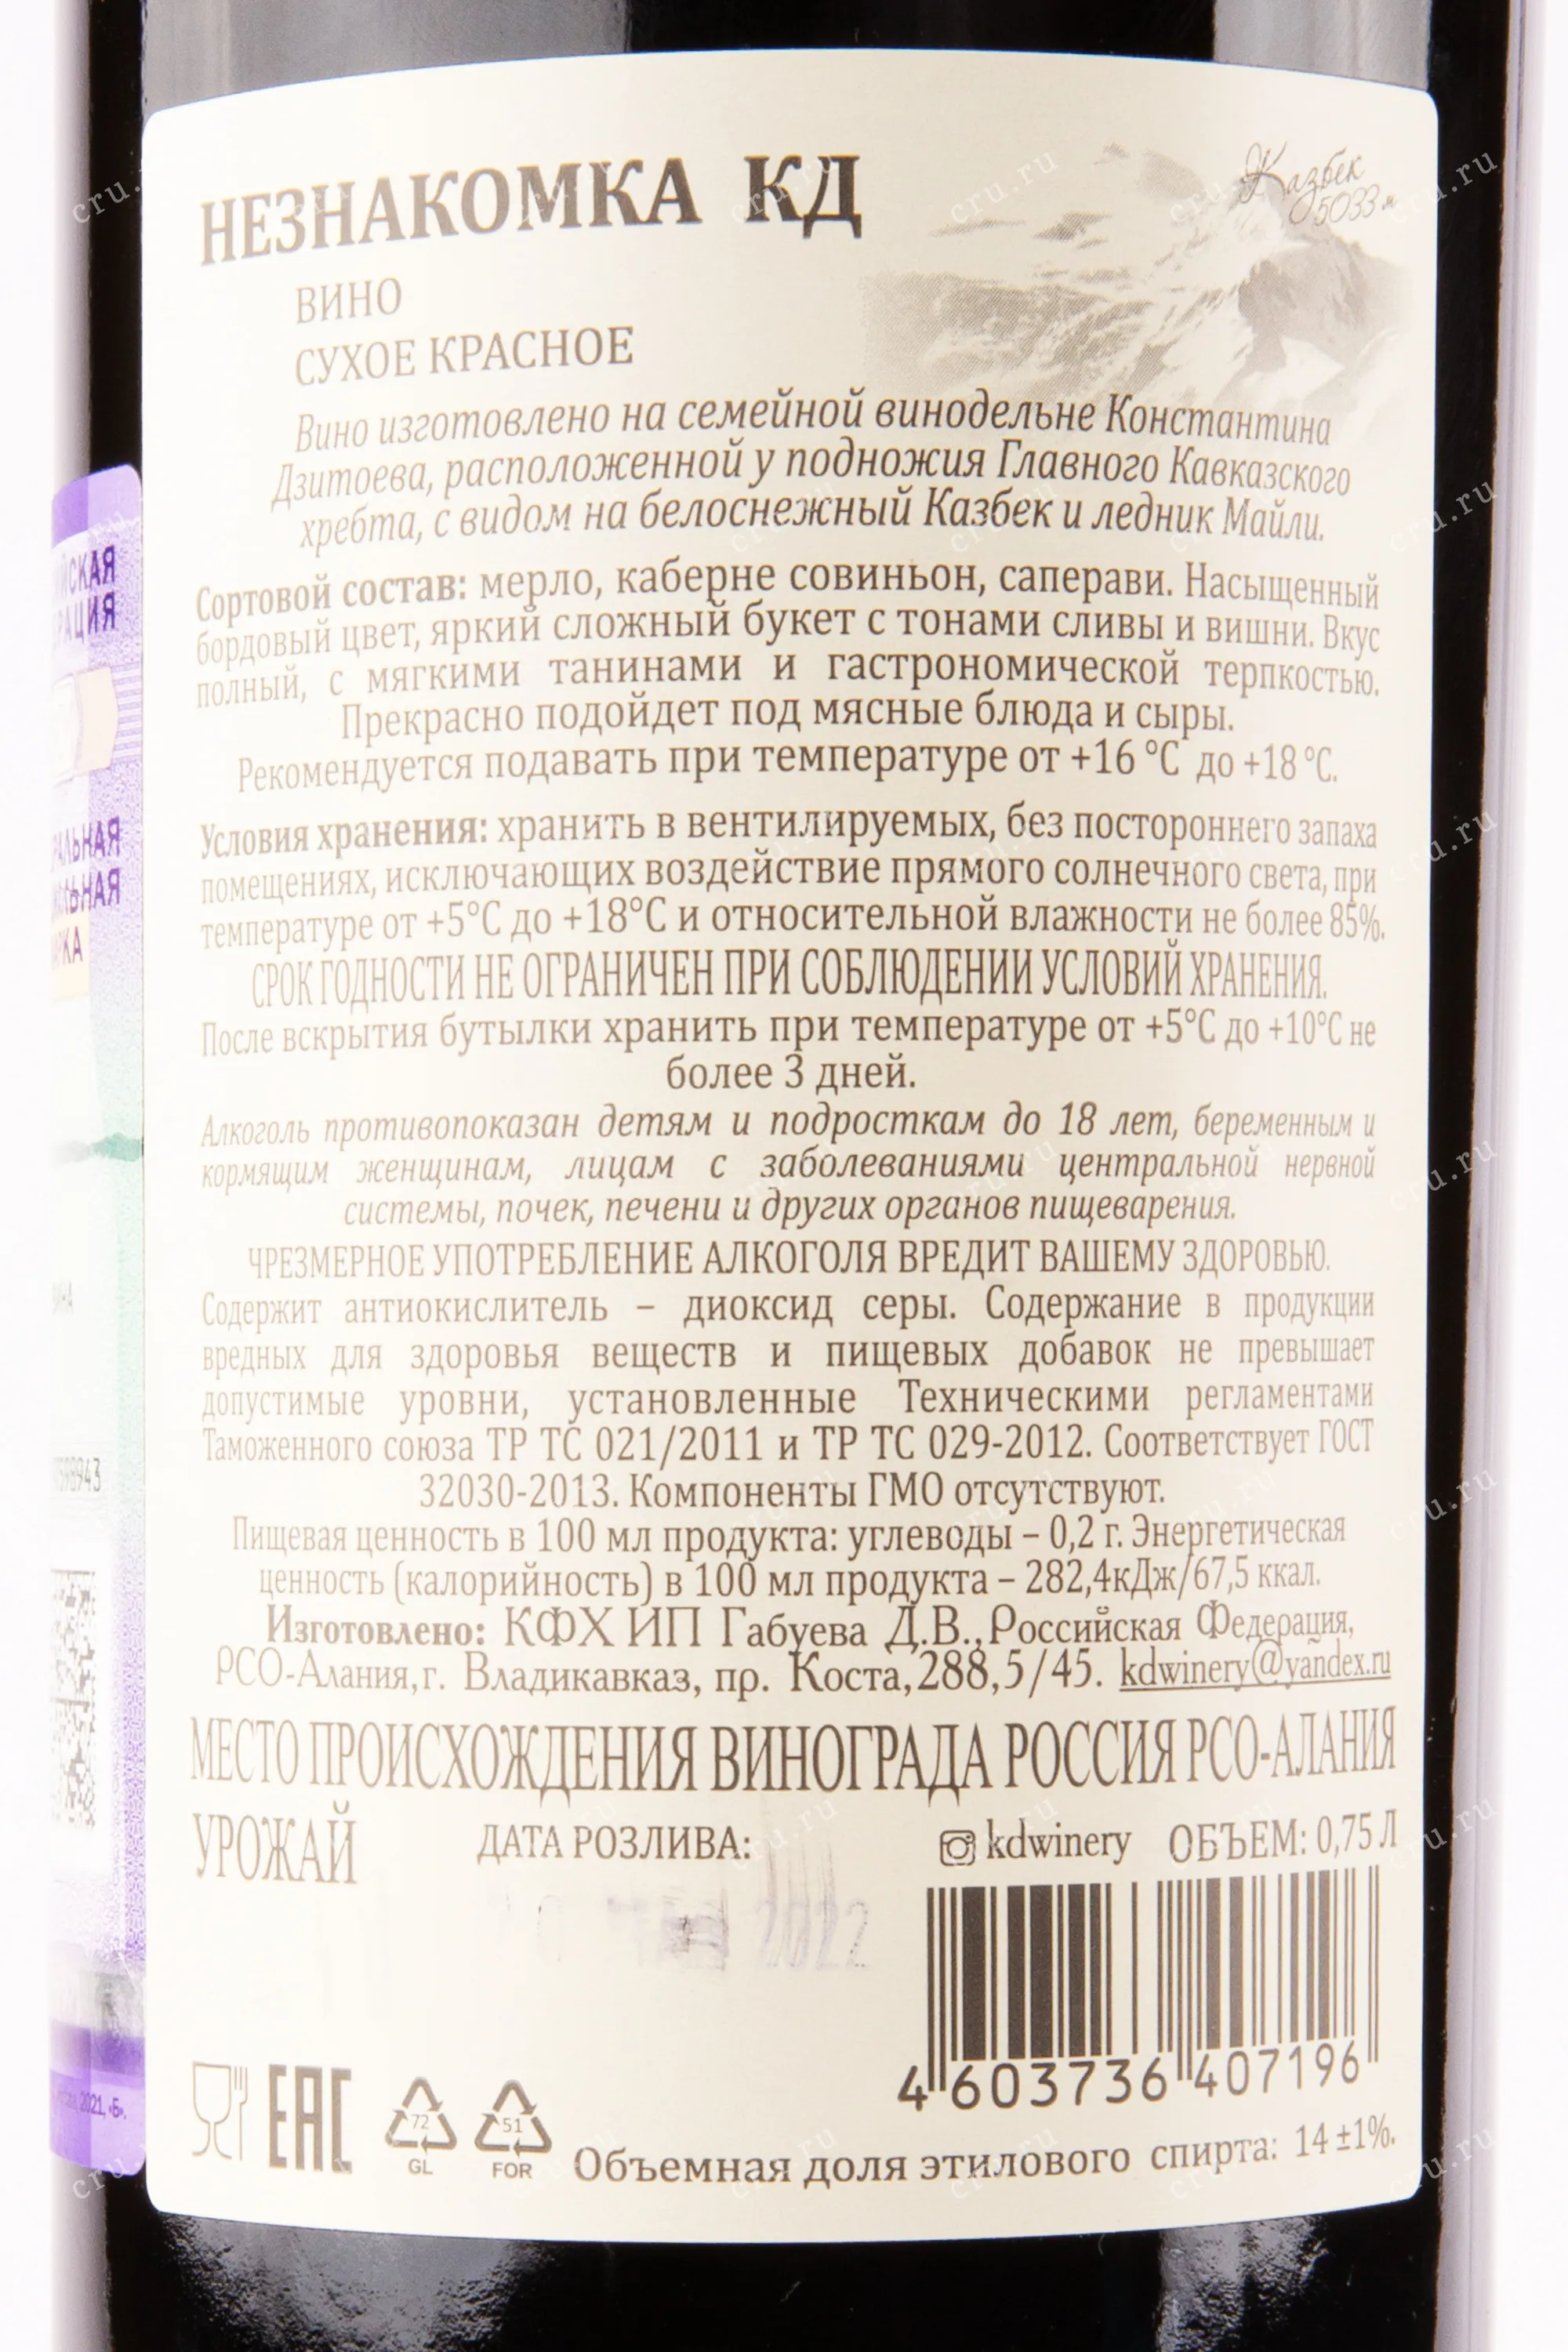 Казбек
5033 м
НЕЗНАКОМКА КД
ВИНО
СУХОЕ КРАСНОЕ
Вино изготовлено на семейной винодельне Константина
Дзитоева, расположенной у подножия Главного Кавказского
хребта, с видом на белоснежный Казбек и ледник Майли.
Сортовой состав: мерло, каберне совиньон, саперави. Насыщенный
бордовый цвет, яркий сложный букет с тонами сливы и вишни. Вкус
полный, с мягкими танинами и гастрономической терпкостью.
Прекрасно подойдет под мясные блюда и сыры.
Рекомендуется подавать при температуре от +16 °С до +18 °С.
Условия хранения: хранить в вентилируемых, без постороннего запаха
помещениях, исключающих воздействие прямого солнечного света, при
температуре от +5°С до +18°С и относительной влажности не более 85%.
СРОК ГОДНОСТИ НЕ ОГРАНИЧЕН ПРИ СОБЛЮДЕНИИ УСЛОВИЙ ХРАНЕНИЯ.
После вскрытия бутылки хранить при температуре от +5°С до +10°С не
более 3 дней.
Алкоголь противопоказан детям и подросткам до 18 лет, беременным и
кормящим женщинам, лицам с заболеваниями центральной нервной
системы, почек, печени и других органов пищеварения.
ЧРЕЗМЕРНОЕ УПОТРЕБЛЕНИЕ АЛКОГОЛЯ ВРЕДИТ ВАШЕМУ ЗДОРОВЬЮ.
Содержит антиокислитель – диоксид серы. Содержание в продукции
вредных для здоровья веществ и пищевых добавок не превышает
допустимые уровни, установленные Техническими регламентами
Таможенного союза ТР ТС 021/2011 и ТР ТС 029-2012. Соответствует ГОСТ
32030-2013. Компоненты ГМО отсутствуют.
Пищевая ценность в 100 мл продукта: углеводы – 0,2 г. Энергетическая
ценность (калорийность) в 100 мл продукта – 282,4кДж/67,5 ккал.
Изготовлено: КФХ ИП Габуева Д.В., Российская Федерация,
РСО-Алания, г. Владикавказ, пр. Коста, 288, 5/45. kdwinery@yandex.ru
МЕСТО ПРОИСХОЖДЕНИЯ ВИНОГРАДА РОССИЯ РСО-АЛАНИЯ
УРОЖАЙ ДАТА РОЗЛИВА: kdwinery ОБЪЕМ: 0,75 Л
2022
4 603736 407196
EAC 72 GL 51 FOR
Объемная доля этилового спирта: 14 ±1%.
98943
2021, «Б».
cru.ru